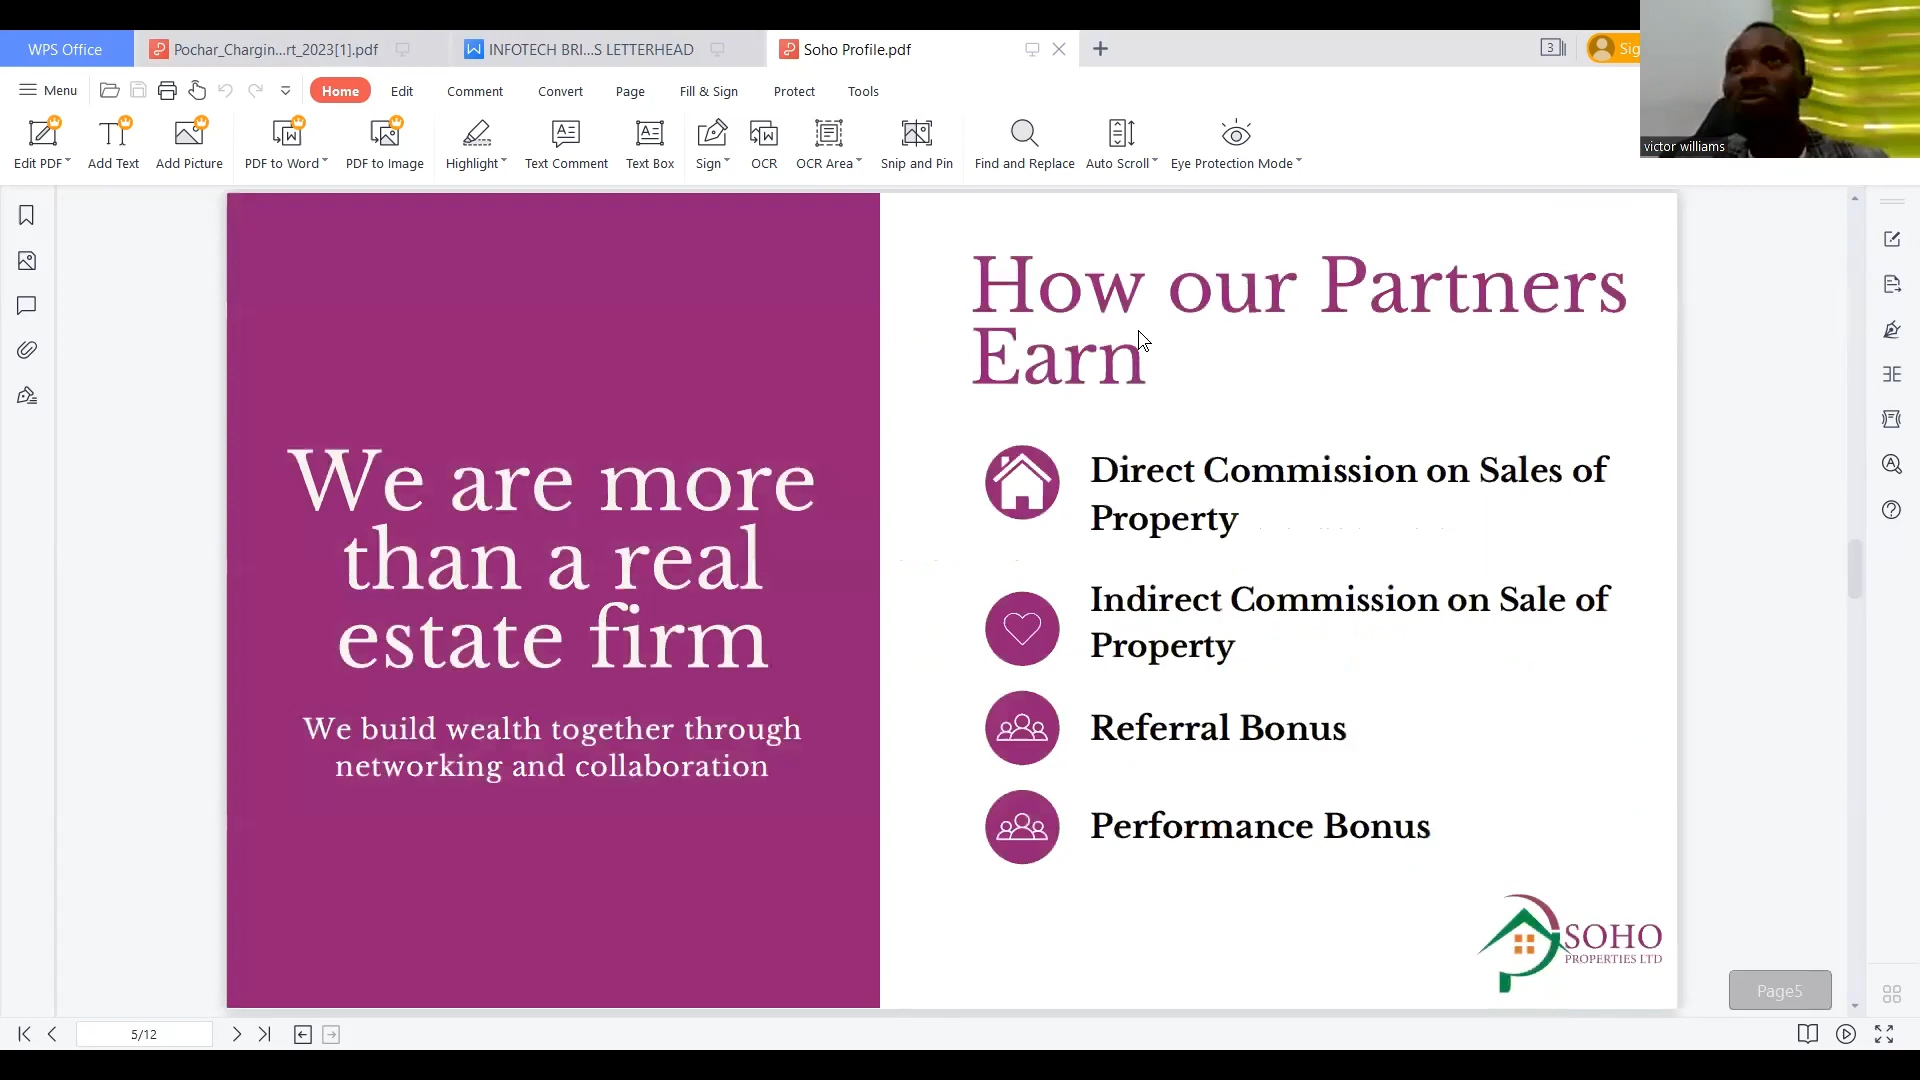 WPS Office
Pochar_Chargin...rt_2023[1].pdf
INFOTECH BRI...S LETTERHEAD
Soho Profile.pdf
3
Sig
Menu
Home
Edit
Comment
Convert
Page
Fill & Sign
Protect
Tools
Edit PDF
Add Text
Add Picture
PDF to Word
PDF to Image
Highlight
Text Comment
Text Box
Sign
OCR
OCR Area
Snip and Pin
Find and Replace
Auto Scroll
Eye Protection Mode
victor williams
We are more
than a real
estate firm
We build wealth together through
networking and collaboration
How our Partners
Earn
Direct Commission on Sales of
Property
Indirect Commission on Sale of
Property
Referral Bonus
Performance Bonus
SOHO
PROPERTIES LTD
Page5
5/12